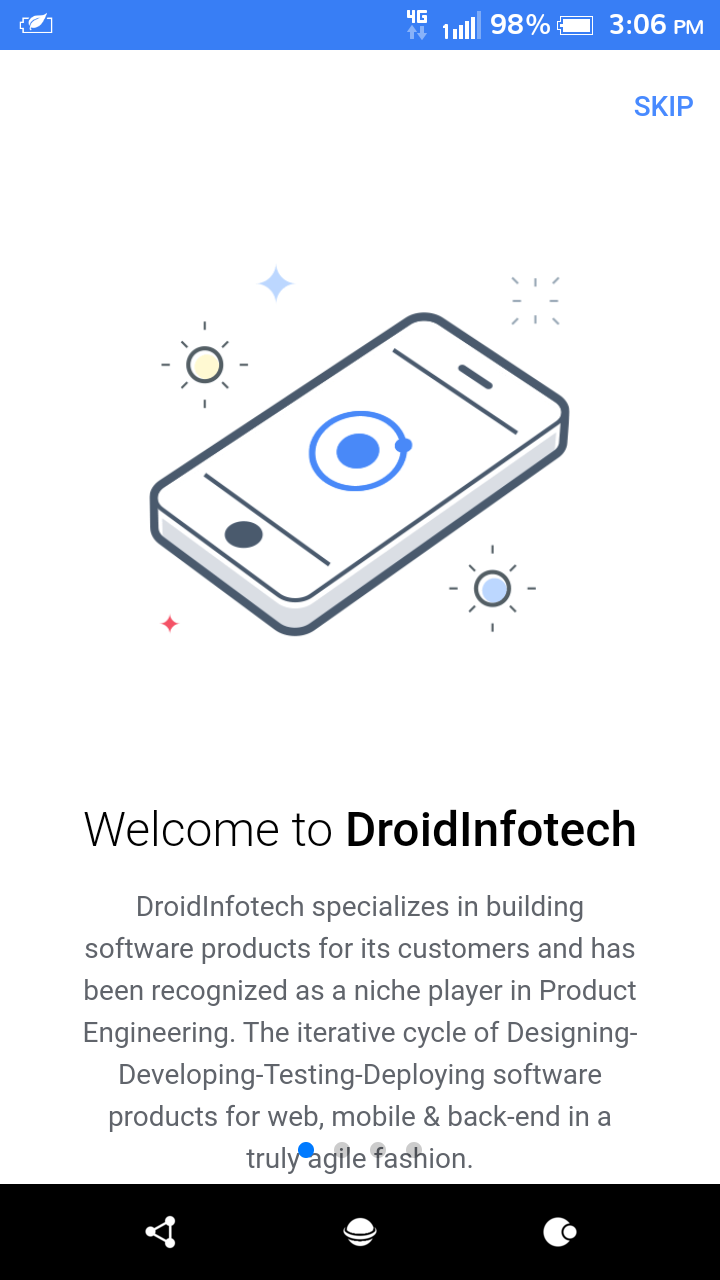 4G 1 98% 3:06 PM
SKIP
Welcome to DroidInfotech
DroidInfotech specializes in building
software products for its customers and has
been recognized as a niche player in Product
Engineering. The iterative cycle of Designing-
Developing-Testing-Deploying software
products for web, mobile & back-end in a
truly agile fashion.